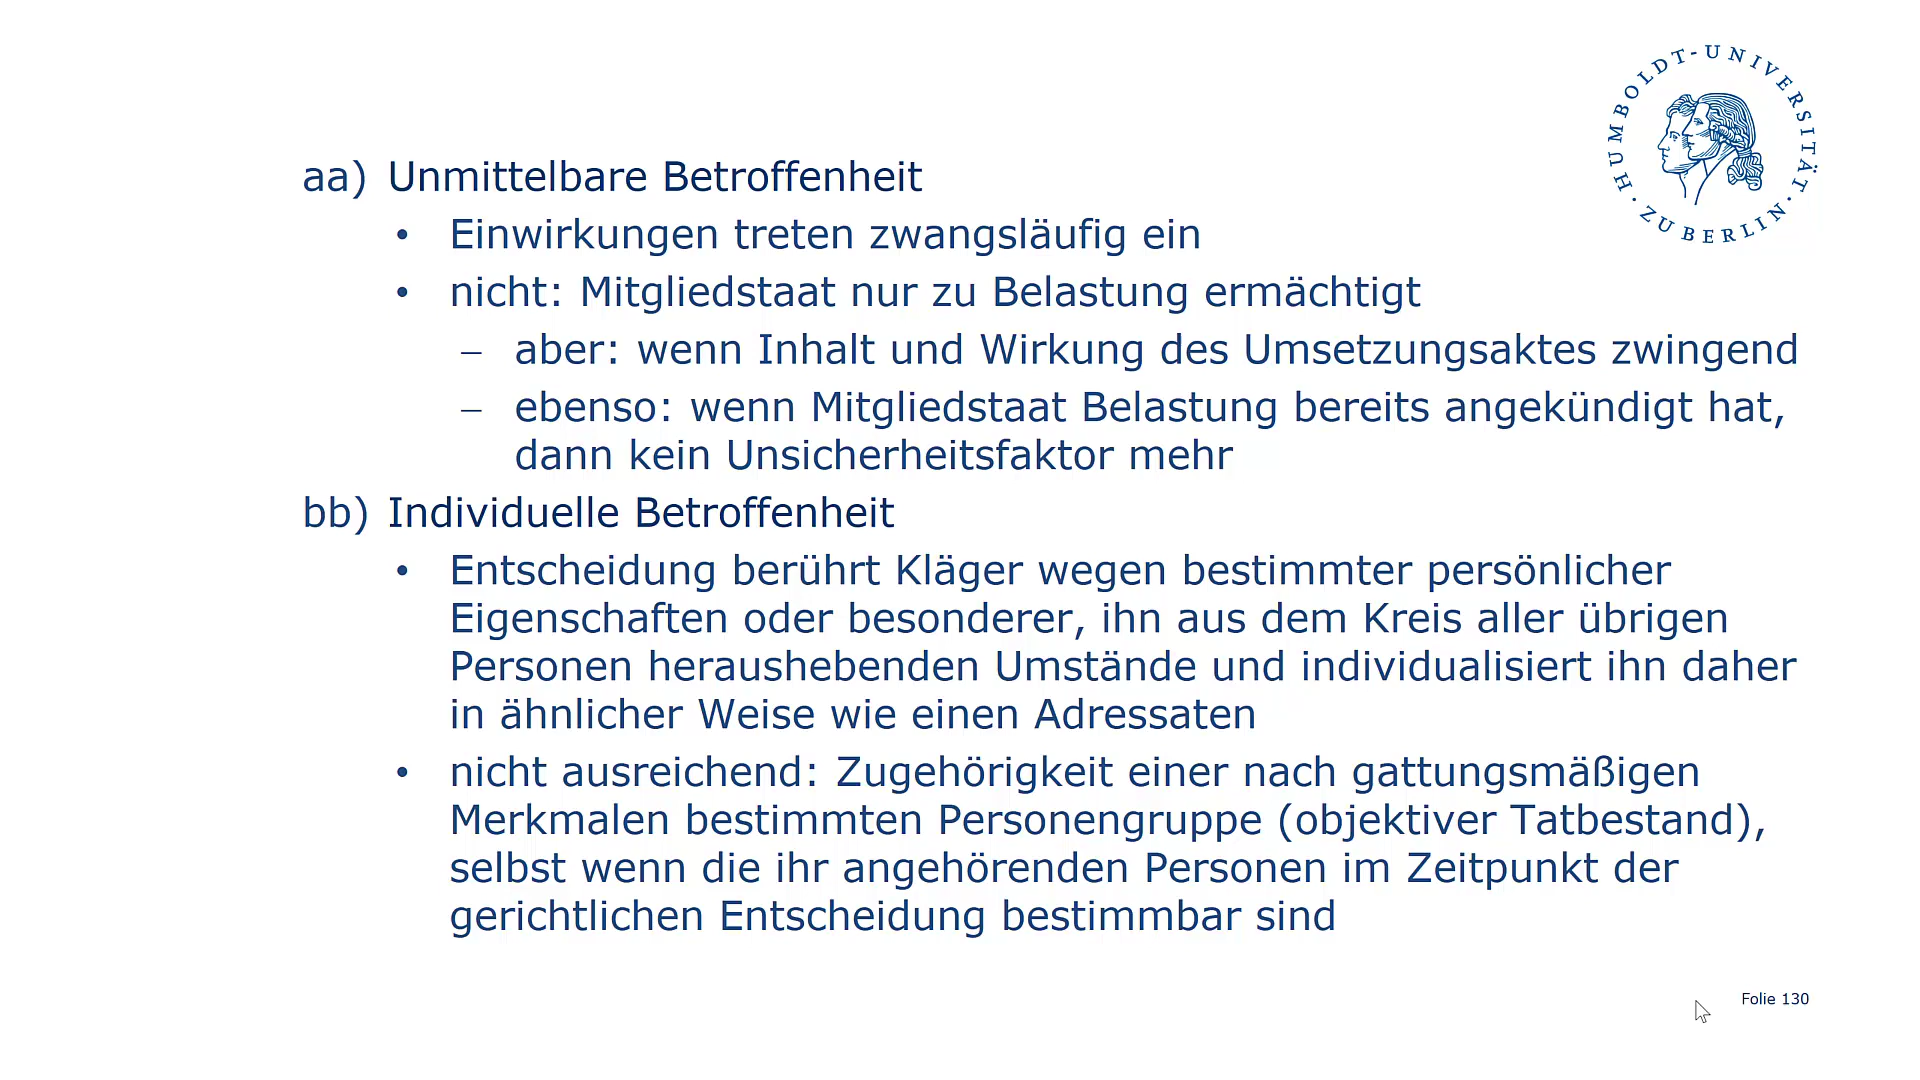 HUMBOLDT-UNIVERSITÄT · ZU BERLIN ·
aa) Unmittelbare Betroffenheit
• Einwirkungen treten zwangsläufig ein
• nicht: Mitgliedstaat nur zu Belastung ermächtigt
– aber: wenn Inhalt und Wirkung des Umsetzungsaktes zwingend
– ebenso: wenn Mitgliedstaat Belastung bereits angekündigt hat,
dann kein Unsicherheitsfaktor mehr
bb) Individuelle Betroffenheit
• Entscheidung berührt Kläger wegen bestimmter persönlicher
Eigenschaften oder besonderer, ihn aus dem Kreis aller übrigen
Personen heraushebenden Umstände und individualisiert ihn daher
in ähnlicher Weise wie einen Adressaten
• nicht ausreichend: Zugehörigkeit einer nach gattungsmäßigen
Merkmalen bestimmten Personengruppe (objektiver Tatbestand),
selbst wenn die ihr angehörenden Personen im Zeitpunkt der
gerichtlichen Entscheidung bestimmbar sind
Folie 130